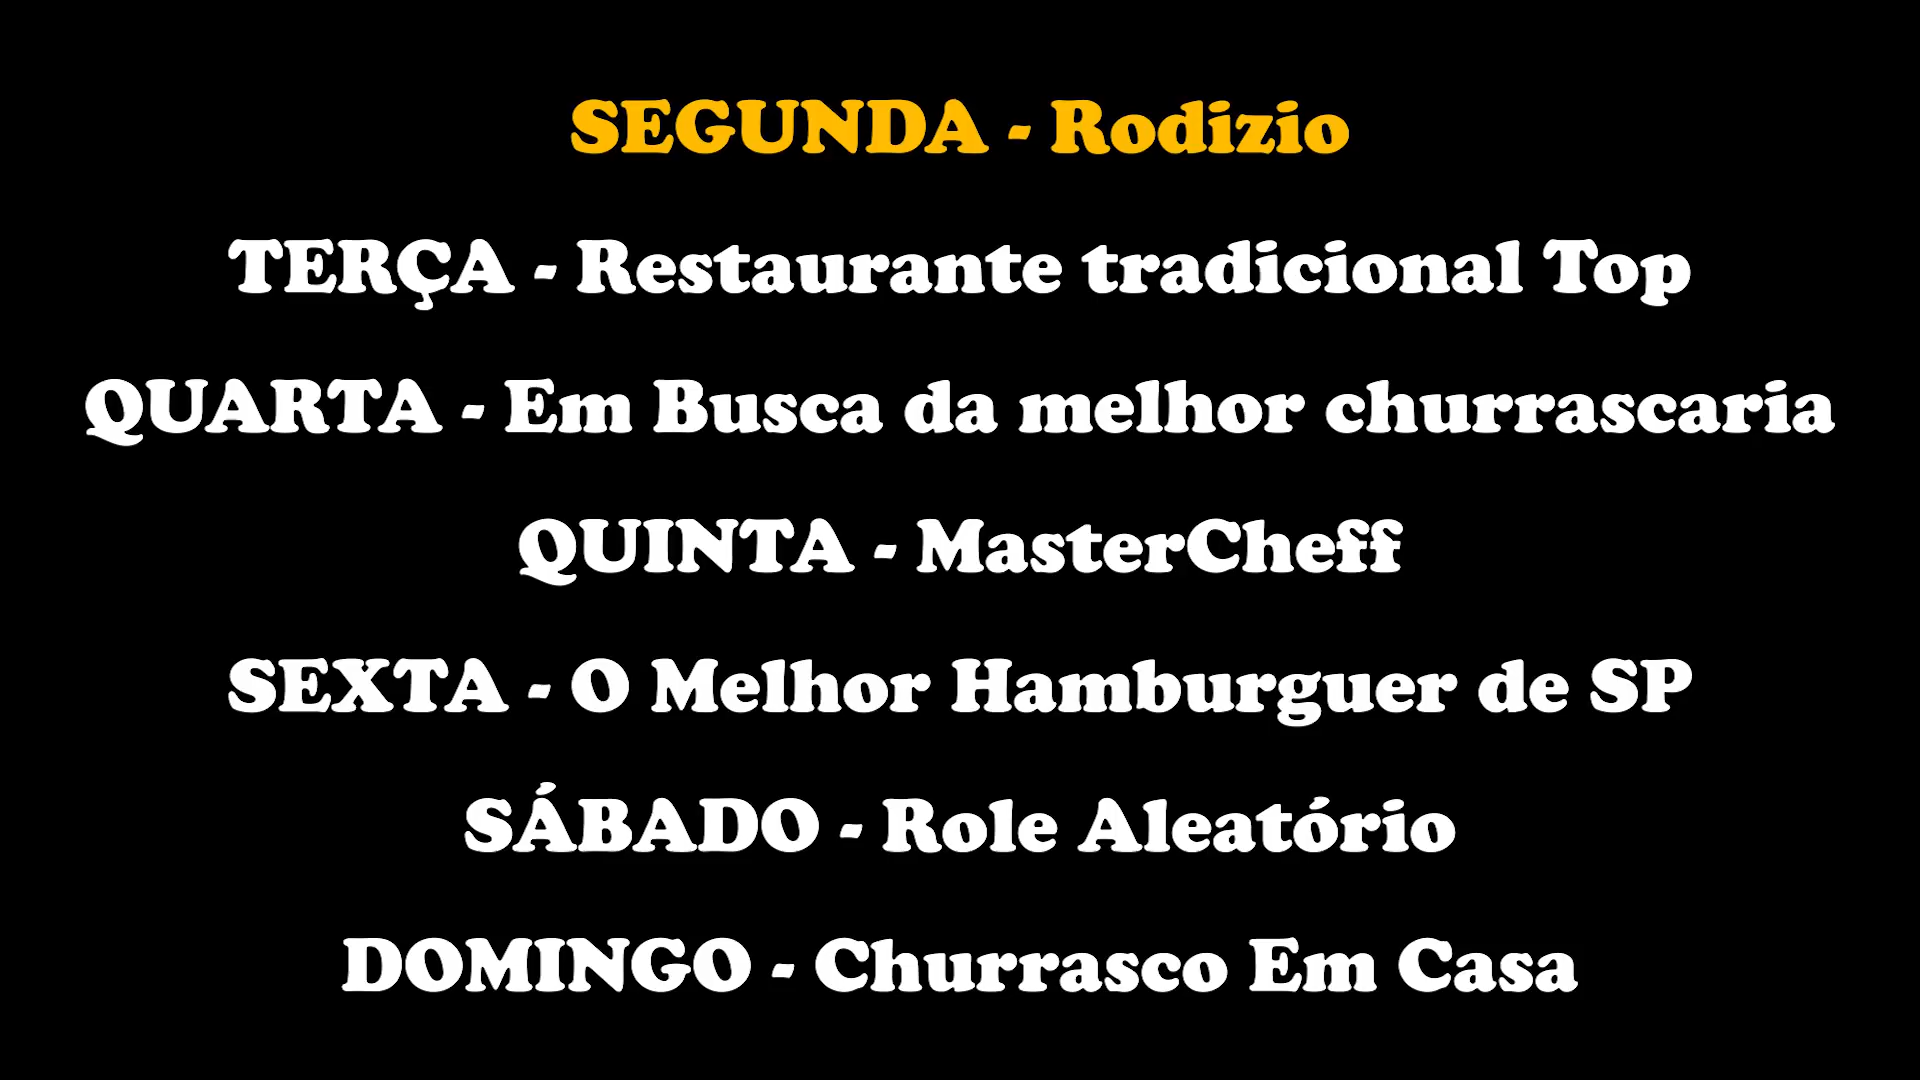 SEGUNDA - Rodizio
TERÇA - Restaurante tradicional Top
QUARTA - Em Busca da melhor churrascaria
QUINTA - MasterCheff
SEXTA - O Melhor Hamburguer de SP
SÁBADO - Role Aleatório
DOMINGO - Churrasco Em Casa